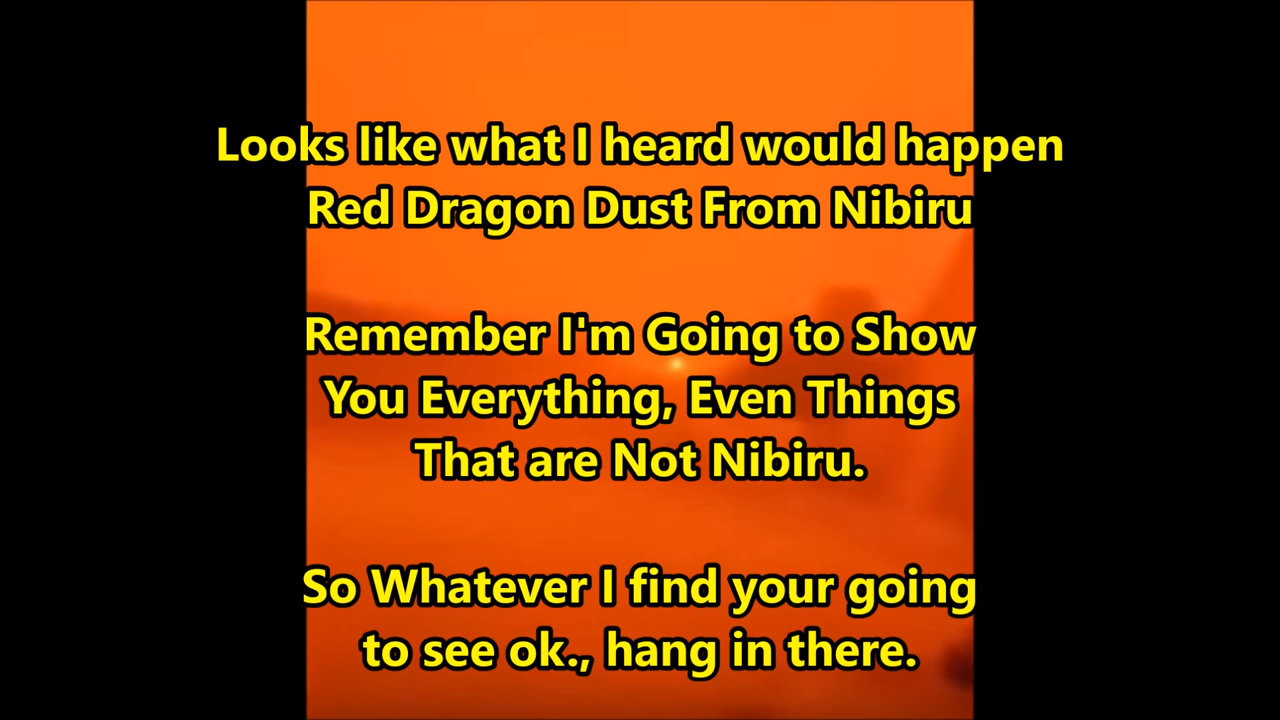 Looks like what I heard would happen
Red Dragon Dust From Nibiru
Remember I'm Going to Show
You Everything, Even Things
That are Not Nibiru.
So Whatever I find your going
to see ok., hang in there.